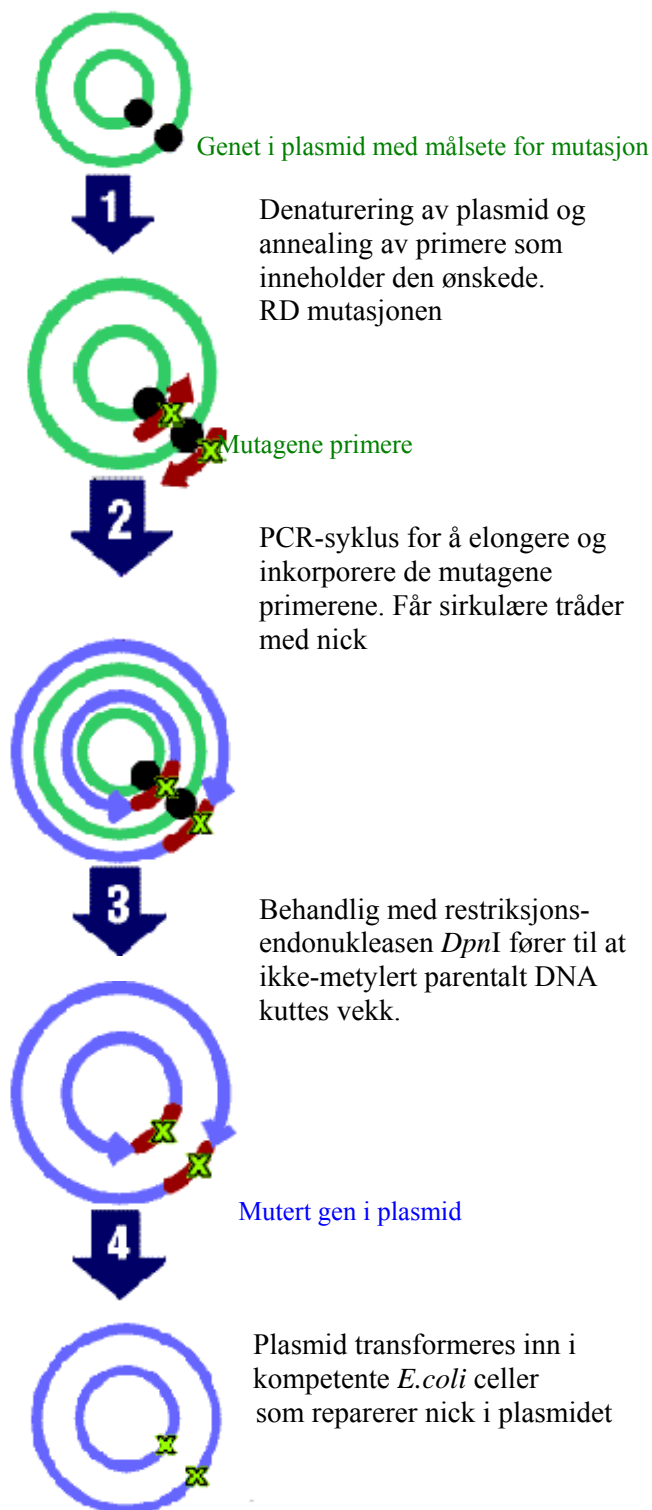 Genet i plasmid med målsete for mutasjon
1
Denaturering av plasmid og
annealing av primere som
inneholder den ønskede.
RD mutasjonen
x
x
Mutagene primere
2
PCR-syklus for å elongere og
inkorporere de mutagene
primerene. Får sirkulære tråder
med nick
x
x
3
Behandlig med restriksjons-
endonukleasen DpnI fører til at
ikke-metylert parentalt DNA
kuttes vekk.
x
x
Mutert gen i plasmid
4
Plasmid transformeres inn i
kompetente E.coli celler
som reparerer nick i plasmidet
x
x